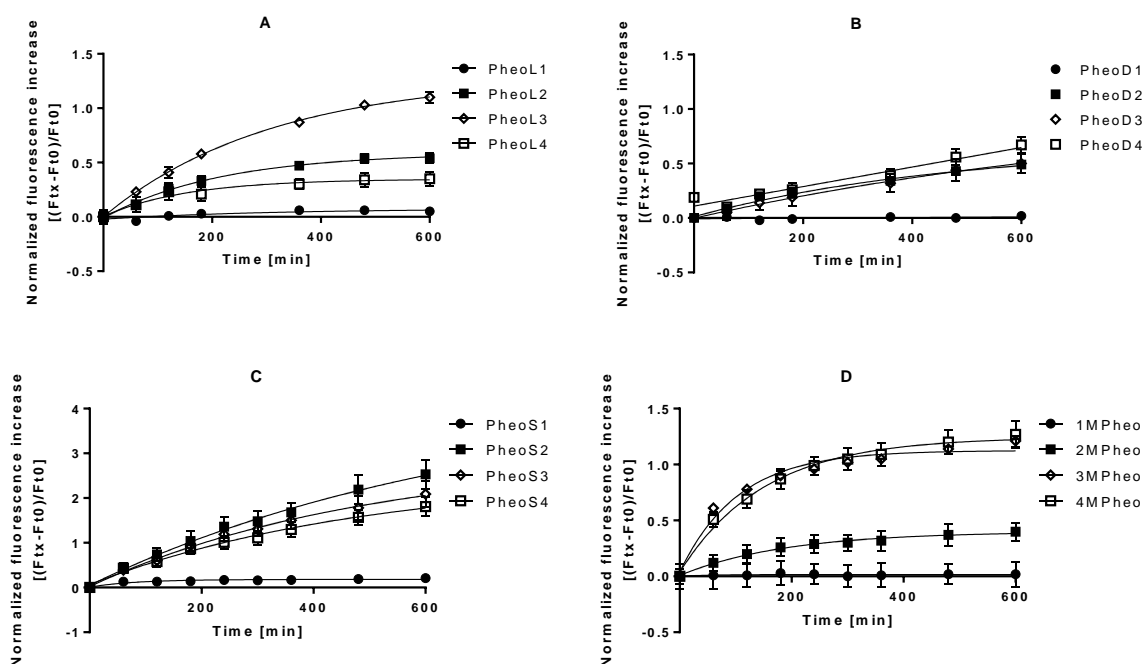 A
Normalized fluorescence increase
[(Ftx-Ft0)/Ft0]
1.5
1.0
0.5
0.0
-0.5
200
400
600
Time [min]
PheoL1
PheoL2
PheoL3
PheoL4
B
Normalized fluorescence increase
[(Ftx-Ft0)/Ft0]
1.5
1.0
0.5
0.0
-0.5
200
400
600
Time [min]
PheoD1
PheoD2
PheoD3
PheoD4
C
Normalized fluorescence increase
[(Ftx-Ft0)/Ft0]
4
3
2
1
0
-1
200
400
600
Time [min]
PheoS1
PheoS2
PheoS3
PheoS4
D
Normalized fluorescence increase
[(Ftx-Ft0)/Ft0]
1.5
1.0
0.5
0.0
-0.5
200
400
600
Time [min]
1MPheo
2MPheo
3MPheo
4MPheo